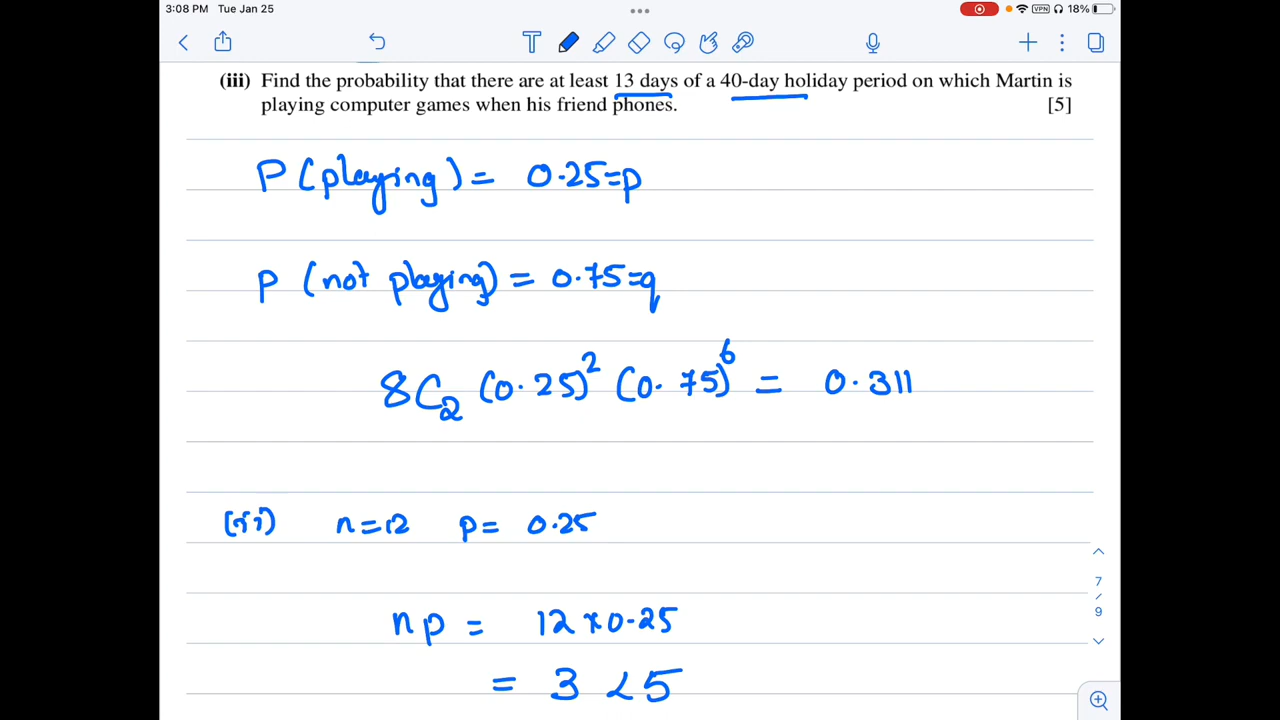 3:08 PM Tue Jan 25
VPN 18%
(iii) Find the probability that there are at least 13 days of a 40-day holiday period on which Martin is
playing computer games when his friend phones. [5]
P (playing) = 0.25=p
p (not playing) = 0.75=q
8C₂ (0.25)² (0.75)⁶ = 0.311
(ii) n=12 p= 0.25
np = 12×0.25
= 3 < 5
7
/
9